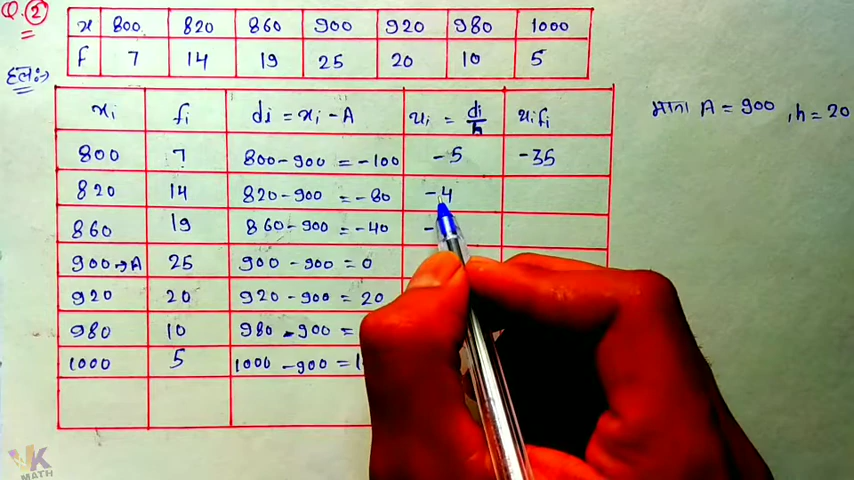 Q.②
x 800 820 860 900 920 980 1000
f 7 14 19 25 20 10 5
हलः->
xi fi di = xi - A ui = di/h uifi
माना A = 900 , h = 20
800 7 800-900 = -100 -5 -35
820 14 820-900 = -80 -4
860 19 860-900 = -40 -
900→A 25 900-900 = 0
920 20 920-900 = 20
980 10 980-900 =
1000 5 1000-900 = 1
VK
MATH